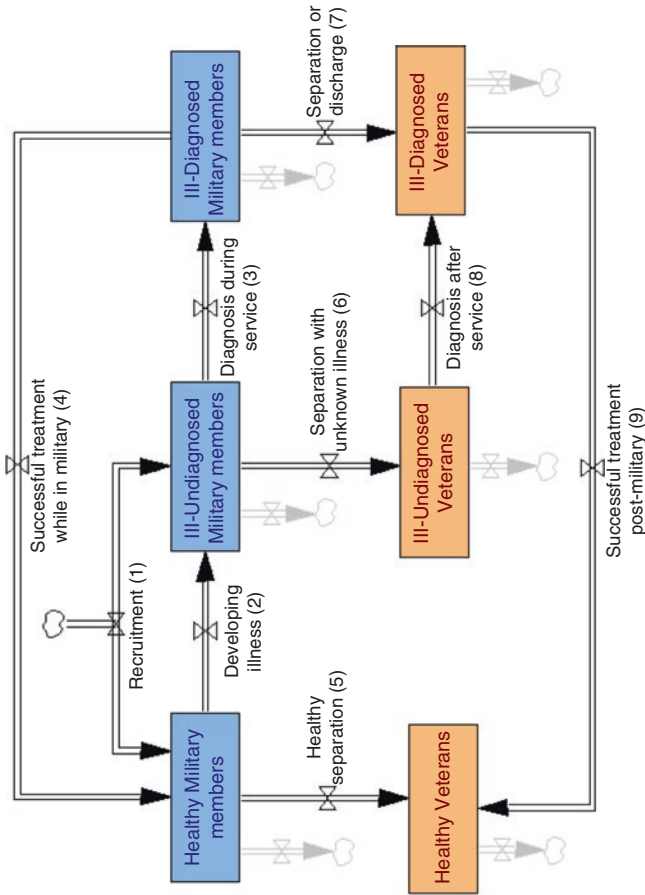 Successful treatment
while in military (4)
Recruitment (1)
Healthy Military
members
Developing
illness (2)
Ill-Undiagnosed
Military members
Diagnosis during
service (3)
Ill-Diagnosed
Military members
Healthy
separation (5)
Separation with
unknown illness (6)
Separation or
discharge (7)
Healthy Veterans
Ill-Undiagnosed
Veterans
Diagnosis after
service (8)
Ill-Diagnosed
Veterans
Successful treatment
post-military (9)